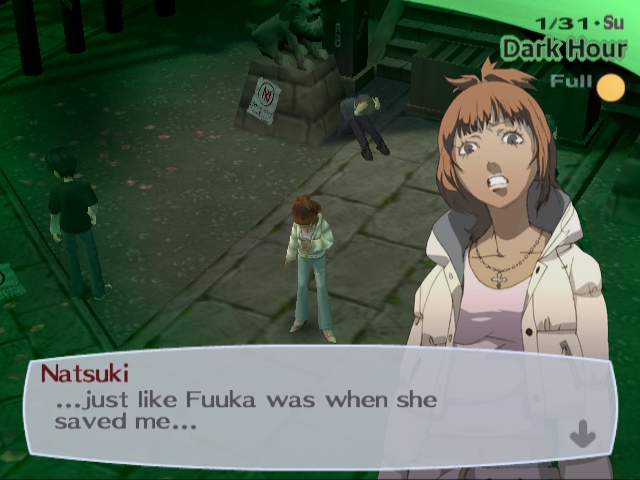 1/31・Su
Dark Hour
Full
Natsuki
...just like Fuuka was when she
saved me...